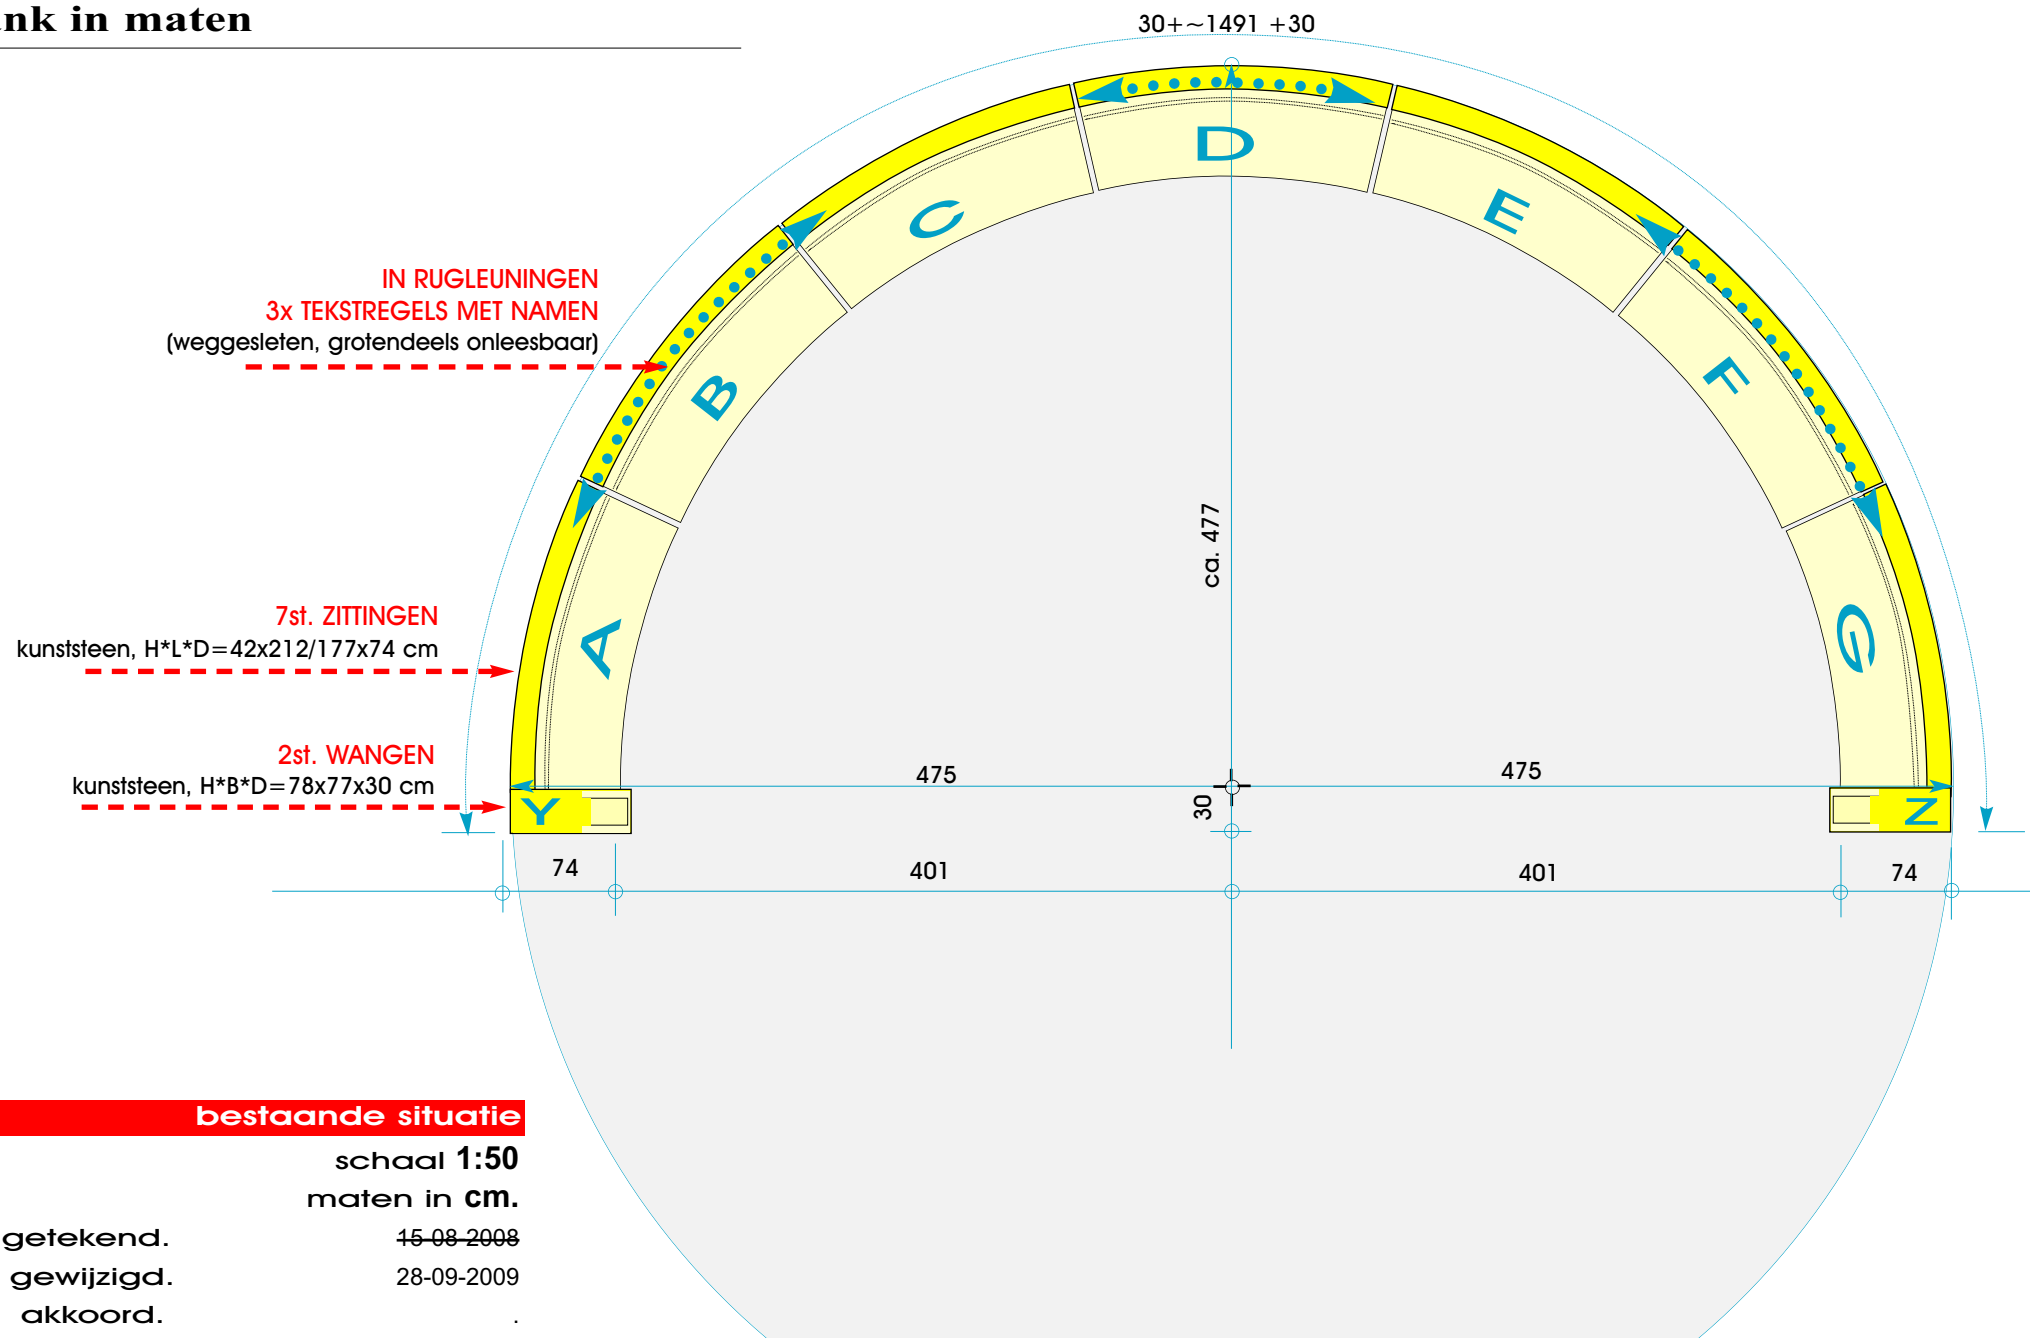 nk in maten
30+~1491 +30
D
C
E
IN RUGLEUNINGEN
3x TEKSTREGELS MET NAMEN
(weggesleten, grotendeels onleesbaar)
B
F
ca. 477
7st. ZITTINGEN
kunststeen, H*L*D=42x212/177x74 cm
A
G
2st. WANGEN
kunststeen, H*B*D=78x77x30 cm
475
475
30
Y
Z
74
401
401
74
bestaande situatie
schaal 1:50
maten in cm.
getekend. 15-08-2008
gewijzigd. 28-09-2009
akkoord. .